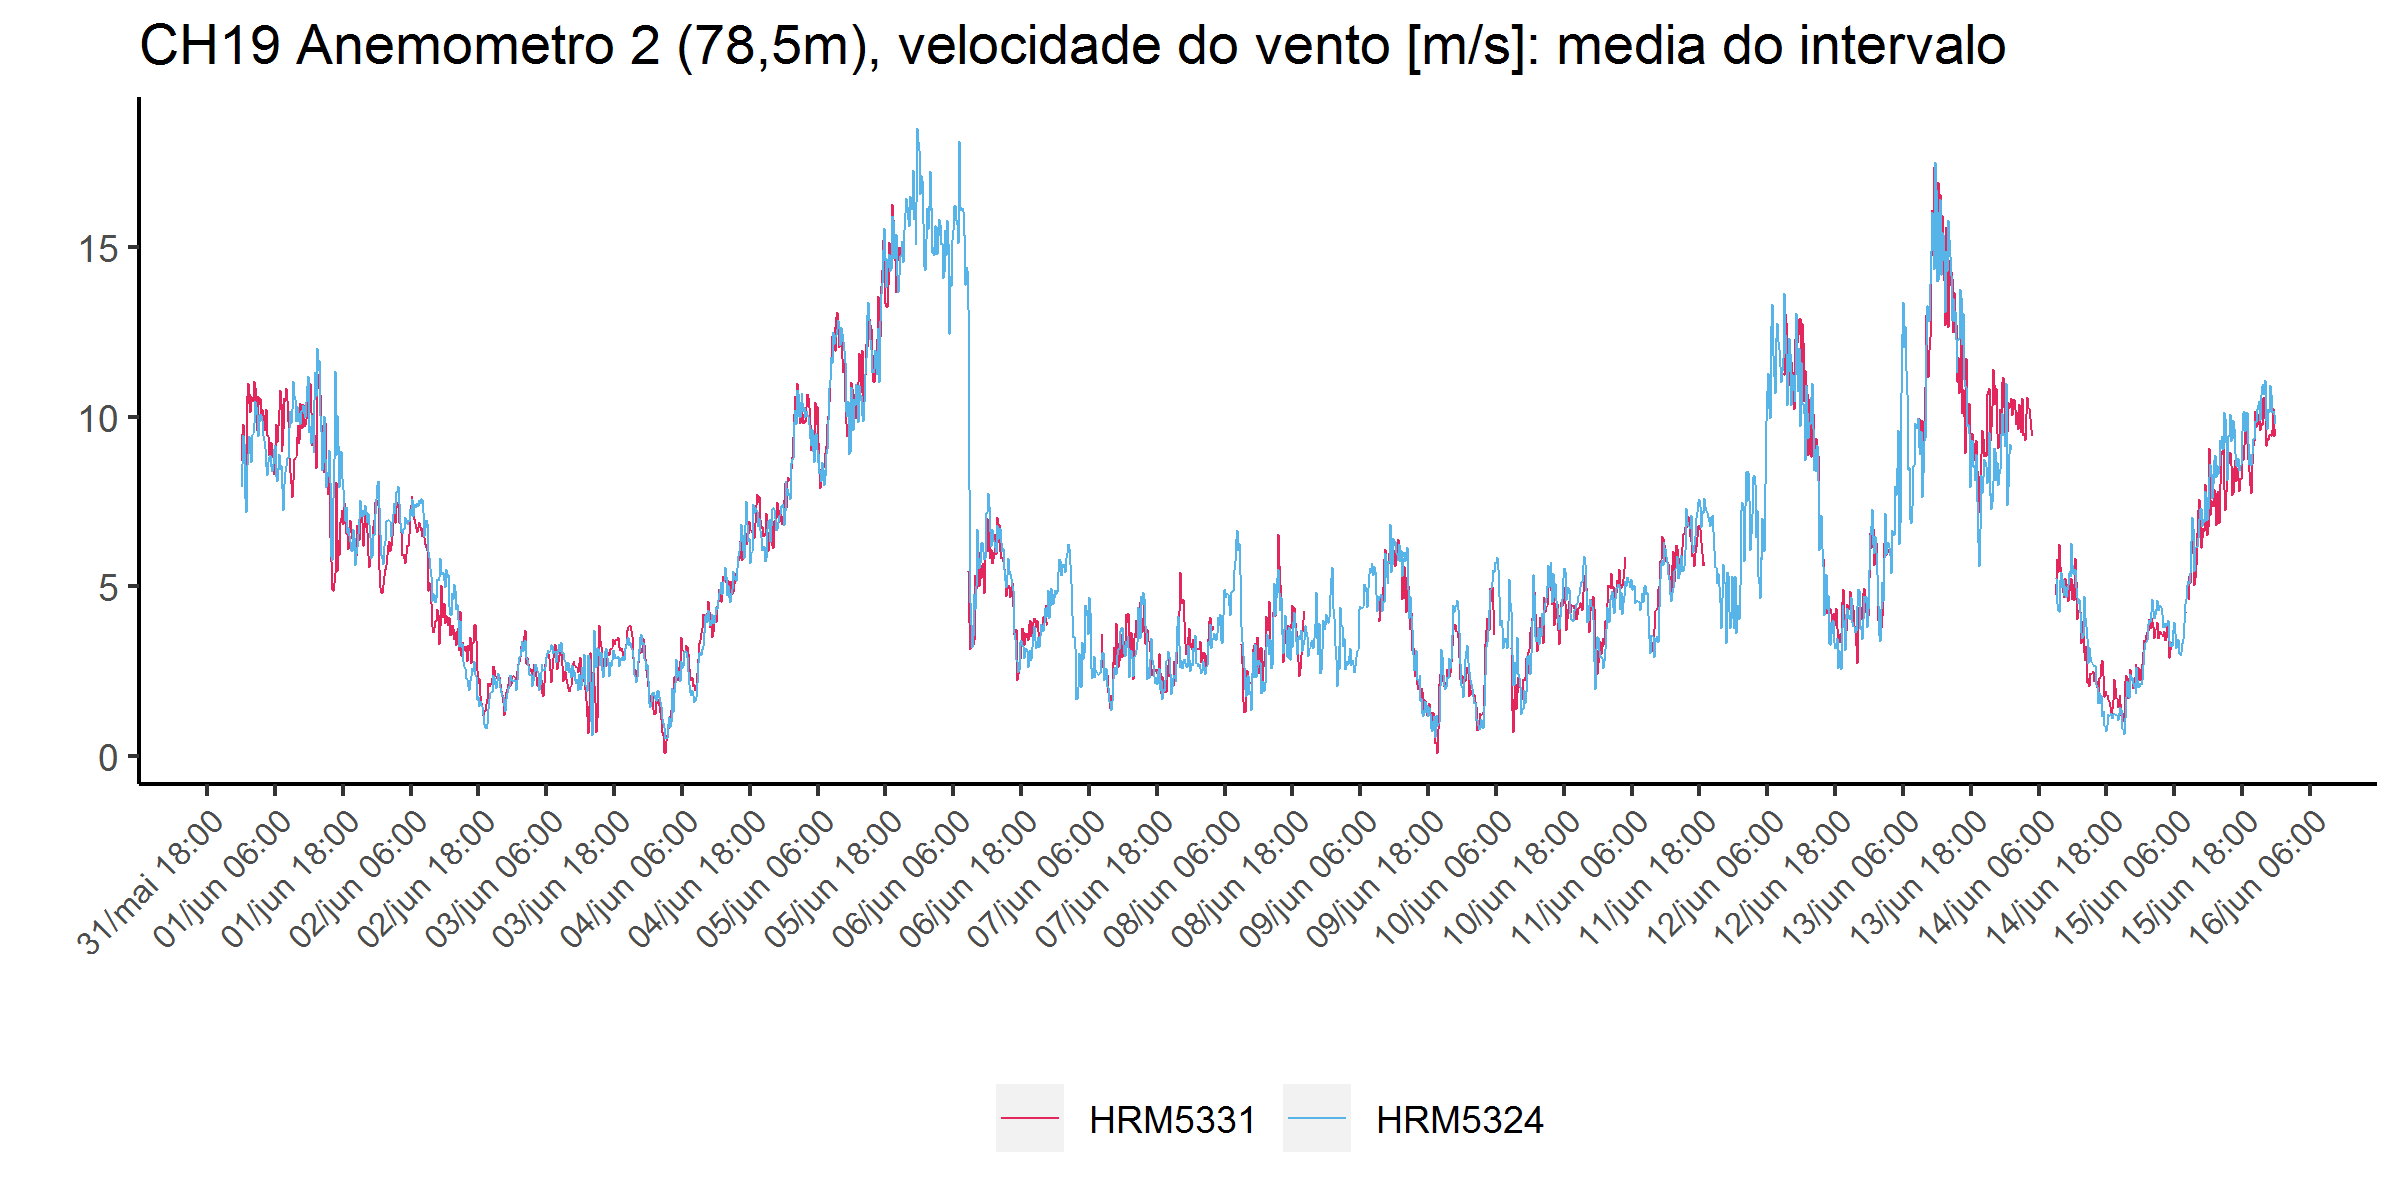 CH19 Anemometro 2 (78,5m), velocidade do vento [m/s]: media do intervalo
15
10
5
0
31/mai 18:00
01/jun 06:00
01/jun 18:00
02/jun 06:00
02/jun 18:00
03/jun 06:00
03/jun 18:00
04/jun 06:00
04/jun 18:00
05/jun 06:00
05/jun 18:00
06/jun 06:00
06/jun 18:00
07/jun 06:00
07/jun 18:00
08/jun 06:00
08/jun 18:00
09/jun 06:00
09/jun 18:00
10/jun 06:00
10/jun 18:00
11/jun 06:00
11/jun 18:00
12/jun 06:00
12/jun 18:00
13/jun 06:00
13/jun 18:00
14/jun 06:00
14/jun 18:00
15/jun 06:00
15/jun 18:00
16/jun 06:00
HRM5331
HRM5324